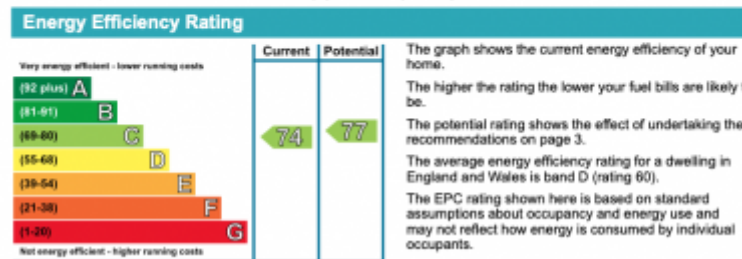 Energy Efficiency Rating
Current Potential
Very energy efficient - lower running costs
(92 plus) A
(81-91) B
(69-80) C
(55-68) D
(39-54) E
(21-38) F
(1-20) G
Not energy efficient - higher running costs
74 77
The graph shows the current energy efficiency of your
home.
The higher the rating the lower your fuel bills are likely
be.
The potential rating shows the effect of undertaking the
recommendations on page 3.
The average energy efficiency rating for a dwelling in
England and Wales is band D (rating 60).
The EPC rating shown here is based on standard
assumptions about occupancy and energy use and
may not reflect how energy is consumed by individual
occupants.